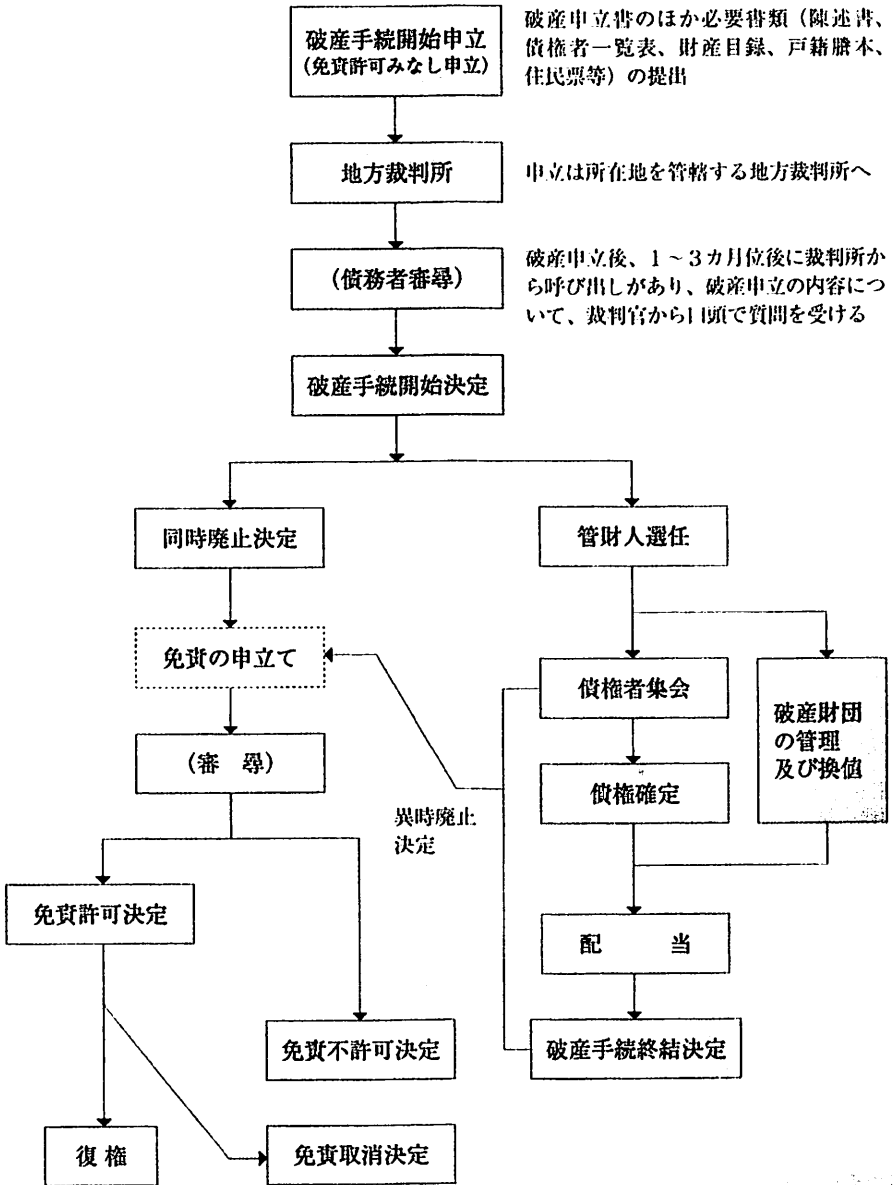 破産手続開始申立
(免責許可みなし申立)
破産申立書のほか必要書類(陳述書、
債権者一覧表、財産目録、戸籍謄本、
住民票等)の提出
地方裁判所
申立は所在地を管轄する地方裁判所へ
(債務者審尋)
破産申立後、1~3カ月位後に裁判所か
ら呼び出しがあり、破産申立の内容につ
いて、裁判官から口頭で質問を受ける
破産手続開始決定
同時廃止決定
免責の申立て
(審 尋)
免責許可決定
免責不許可決定
復 権
免責取消決定
異時廃止
決定
管財人選任
債権者集会
債権確定
配 当
破産手続終結決定
破産財団
の管理
及び換値